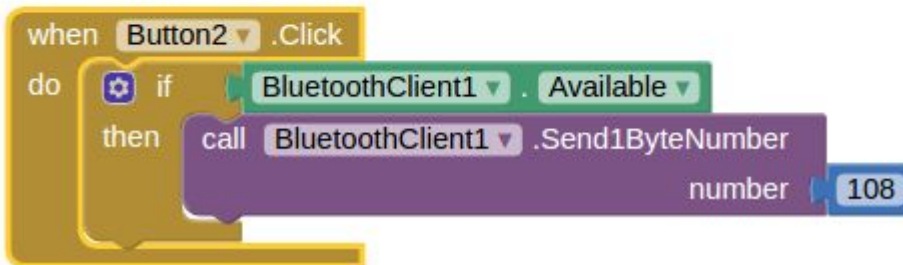 when Button2 .Click
do if BluetoothClient1 . Available
then call BluetoothClient1 .Send1ByteNumber
number 108